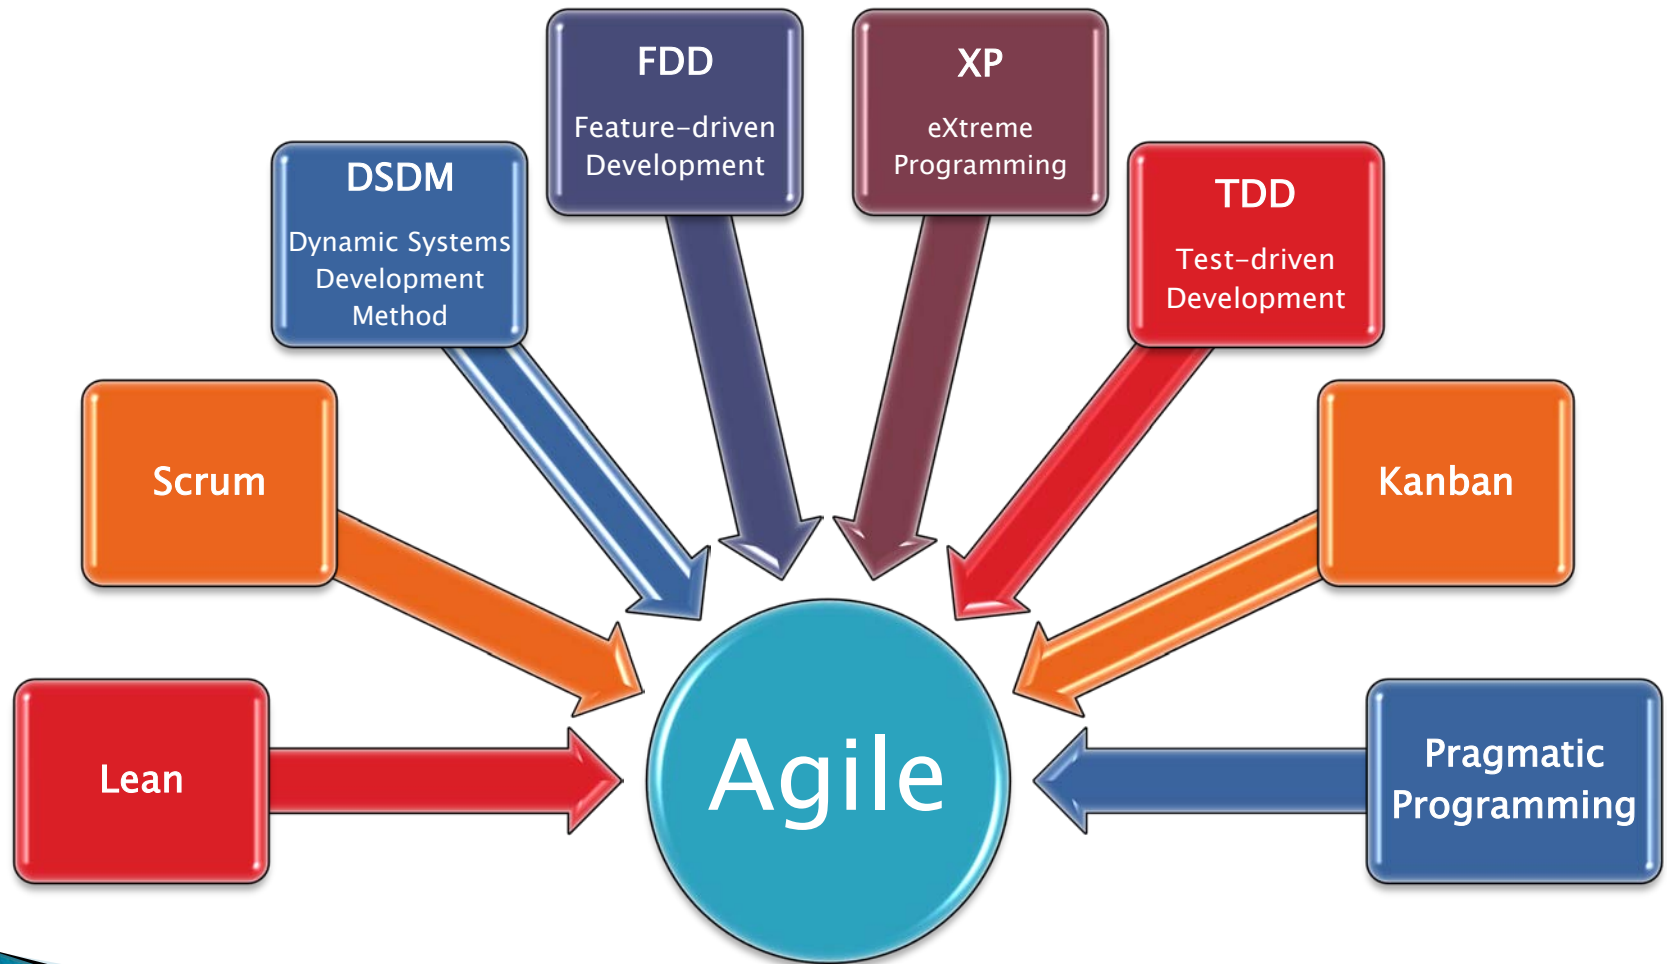 FDD
Feature-driven
Development
XP
eXtreme
Programming
DSDM
Dynamic Systems
Development
Method
TDD
Test-driven
Development
Scrum
Kanban
Lean
Agile
Pragmatic
Programming